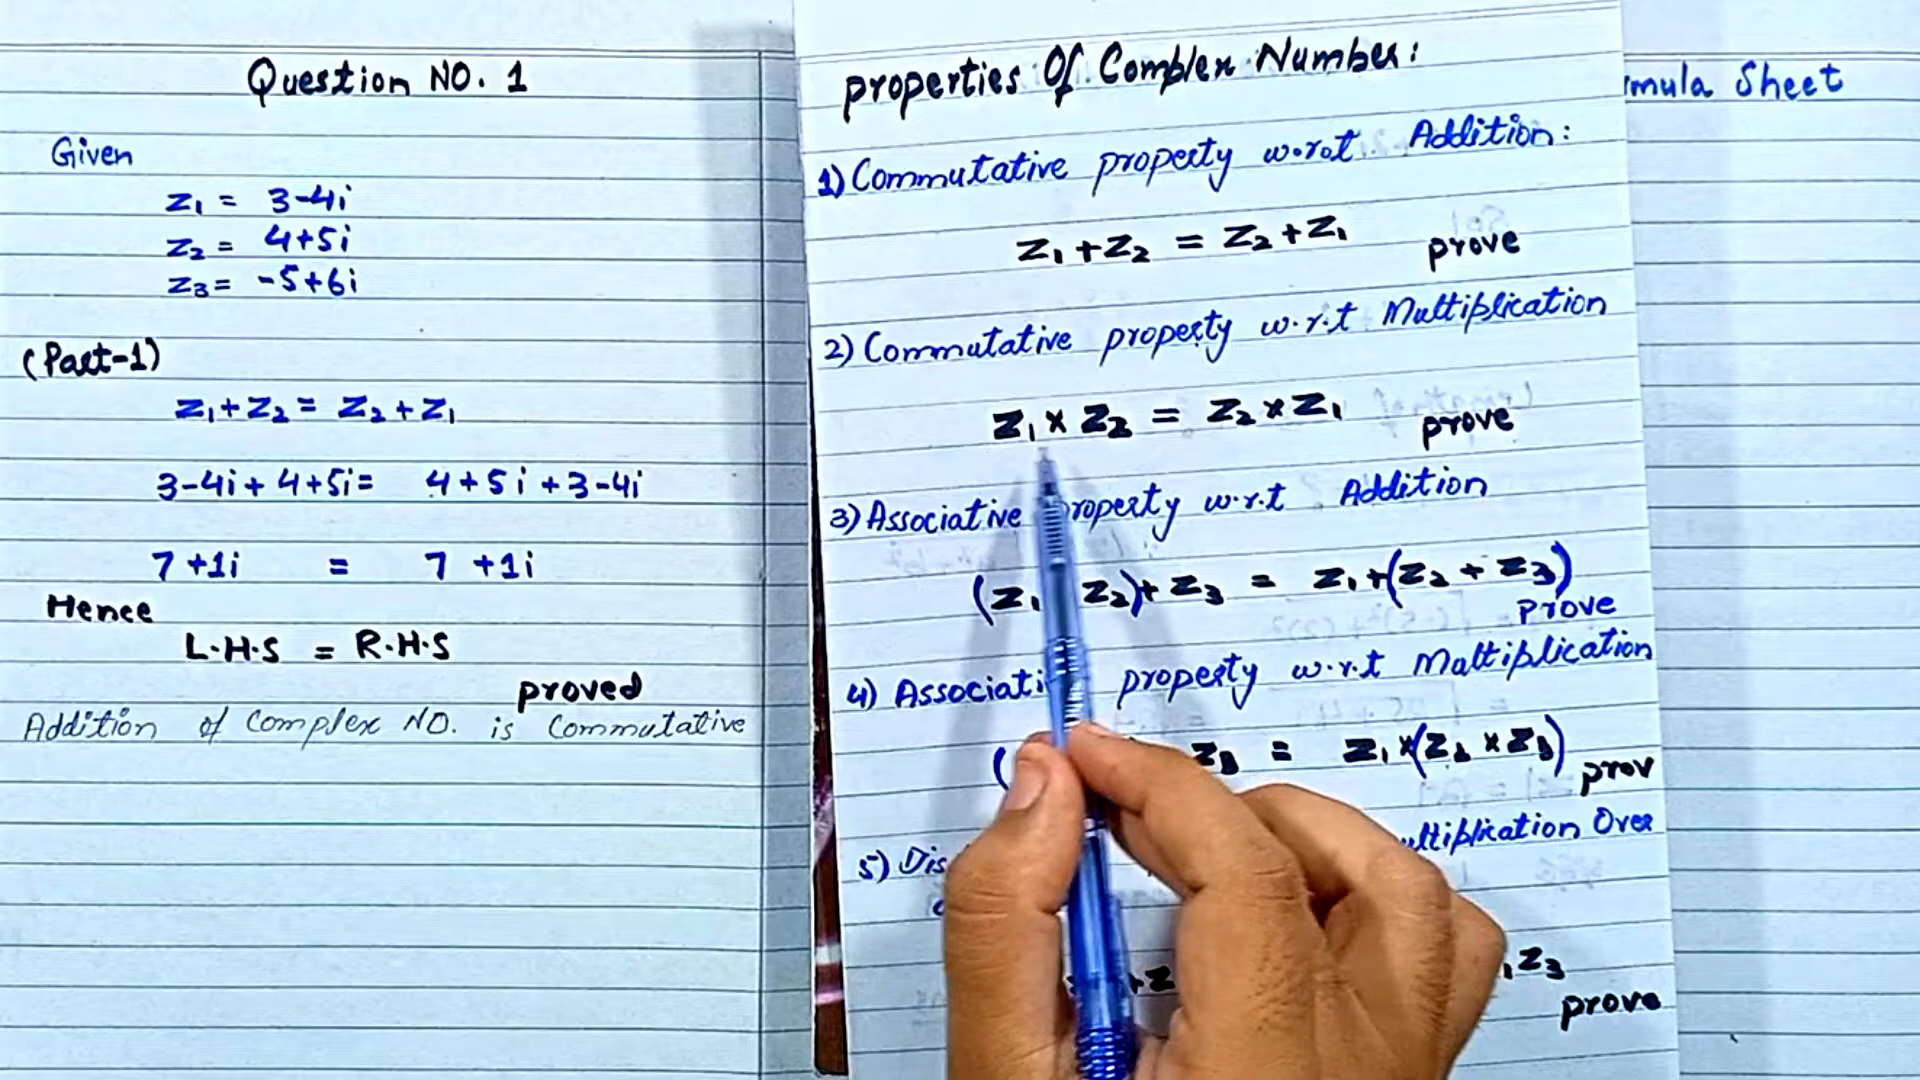 Question NO. 1
Given
z₁ = 3-4i
z₂ = 4+5i
z₃ = -5+6i
(Part-1)
z₁+z₂ = z₂+z₁
3-4i+4+5i = 4+5i+3-4i
7+1i = 7+1i
Hence
L.H.S = R.H.S
proved
Addition of Complex NO. is Commutative
properties Of Complex Number:
1) Commutative property w.r.t. Addition:
z₁+z₂ = z₂+z₁ prove
2) Commutative property w.r.t Multiplication
z₁×z₂ = z₂×z₁ prove
3) Associative property w.r.t Addition
(z₁ z₂)+z₃ = z₁+(z₂+z₃)
prove
4) Associati property w.r.t Multiplication
( z₃ = z₁×(z₂×z₃)
prov
5) Dis ultiplication Over
+z z₃
prove
mula Sheet